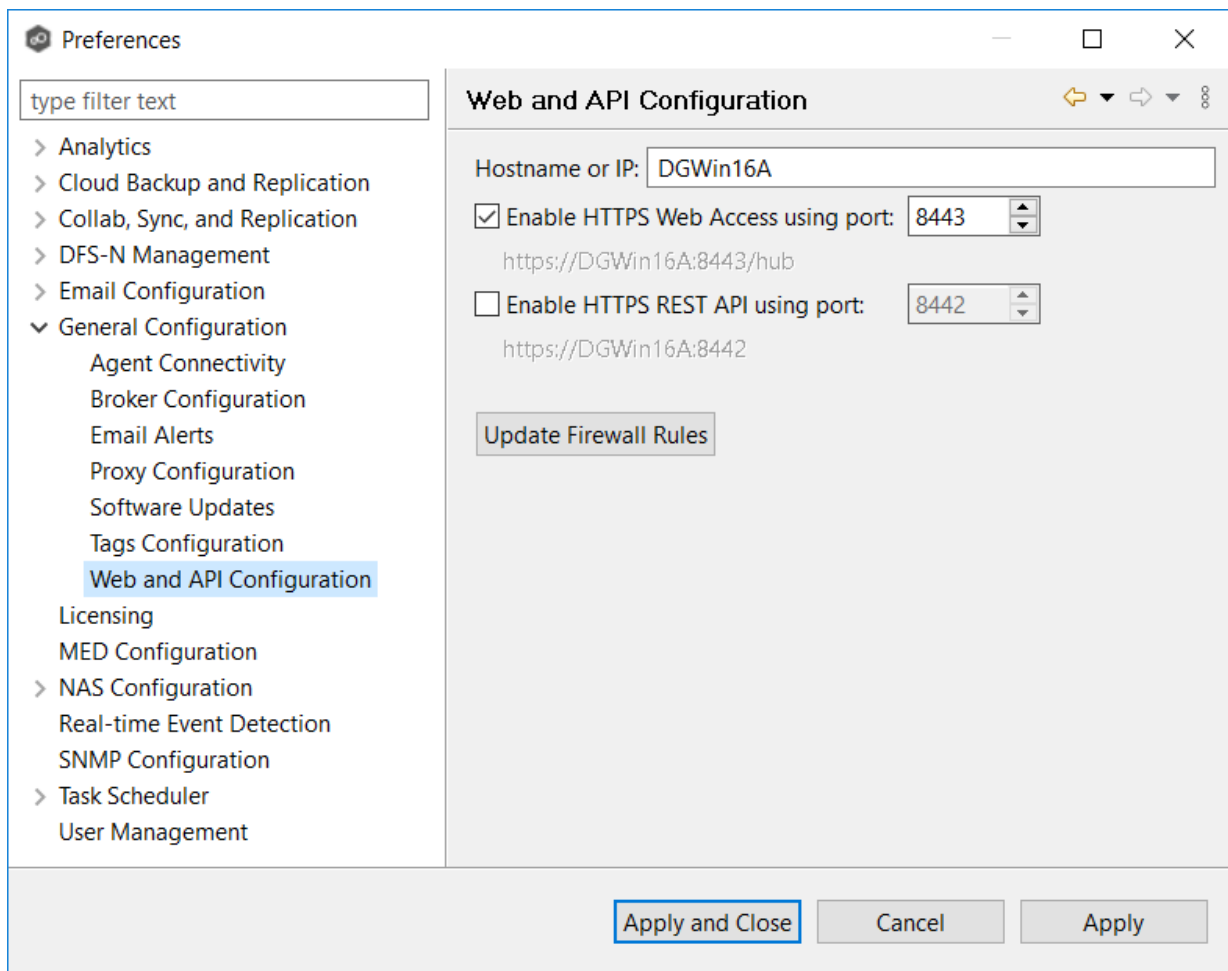 Preferences
type filter text
Analytics
Cloud Backup and Replication
Collab, Sync, and Replication
DFS-N Management
Email Configuration
General Configuration
Agent Connectivity
Broker Configuration
Email Alerts
Proxy Configuration
Software Updates
Tags Configuration
Web and API Configuration
Licensing
MED Configuration
NAS Configuration
Real-time Event Detection
SNMP Configuration
Task Scheduler
User Management
Web and API Configuration
Hostname or IP: DGWin16A
Enable HTTPS Web Access using port: 8443
https://DGWin16A:8443/hub
Enable HTTPS REST API using port: 8442
https://DGWin16A:8442
Update Firewall Rules
Apply and Close Cancel Apply